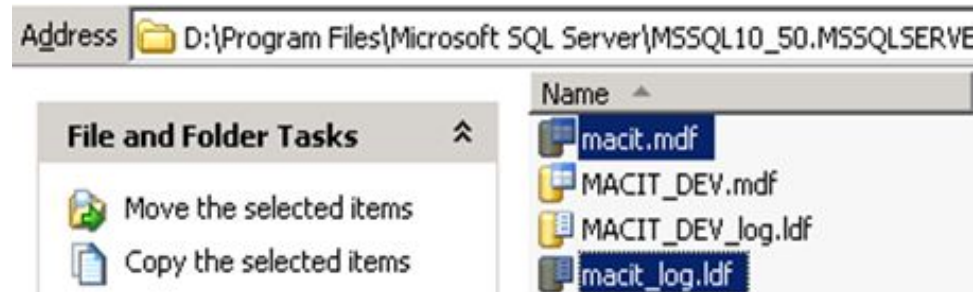 Address D:\Program Files\Microsoft SQL Server\MSSQL10_50.MSSQLSERVE
Name
File and Folder Tasks
macit.mdf
MACIT_DEV.mdf
Move the selected items
MACIT_DEV_log.ldf
Copy the selected items
macit_log.ldf